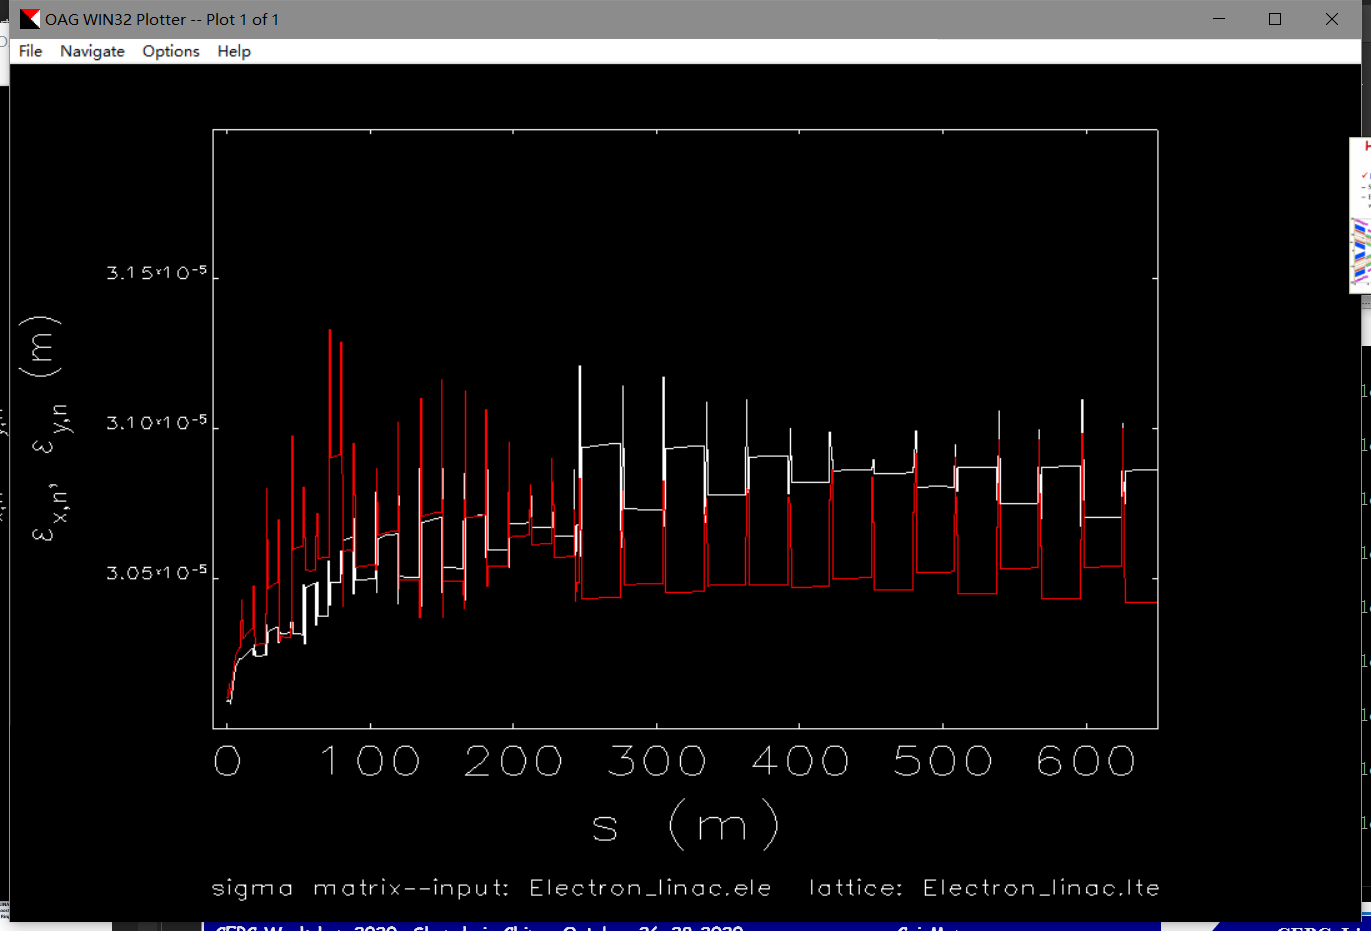 OAG WIN32 Plotter -- Plot 1 of 1
File Navigate Options Help
3.15*10-5
3.10*10-5
3.05*10-5
εx,n, εy,n (m)
0 100 200 300 400 500 600
s (m)
sigma matrix--input: Electron_linac.ele lattice: Electron_linac.lte